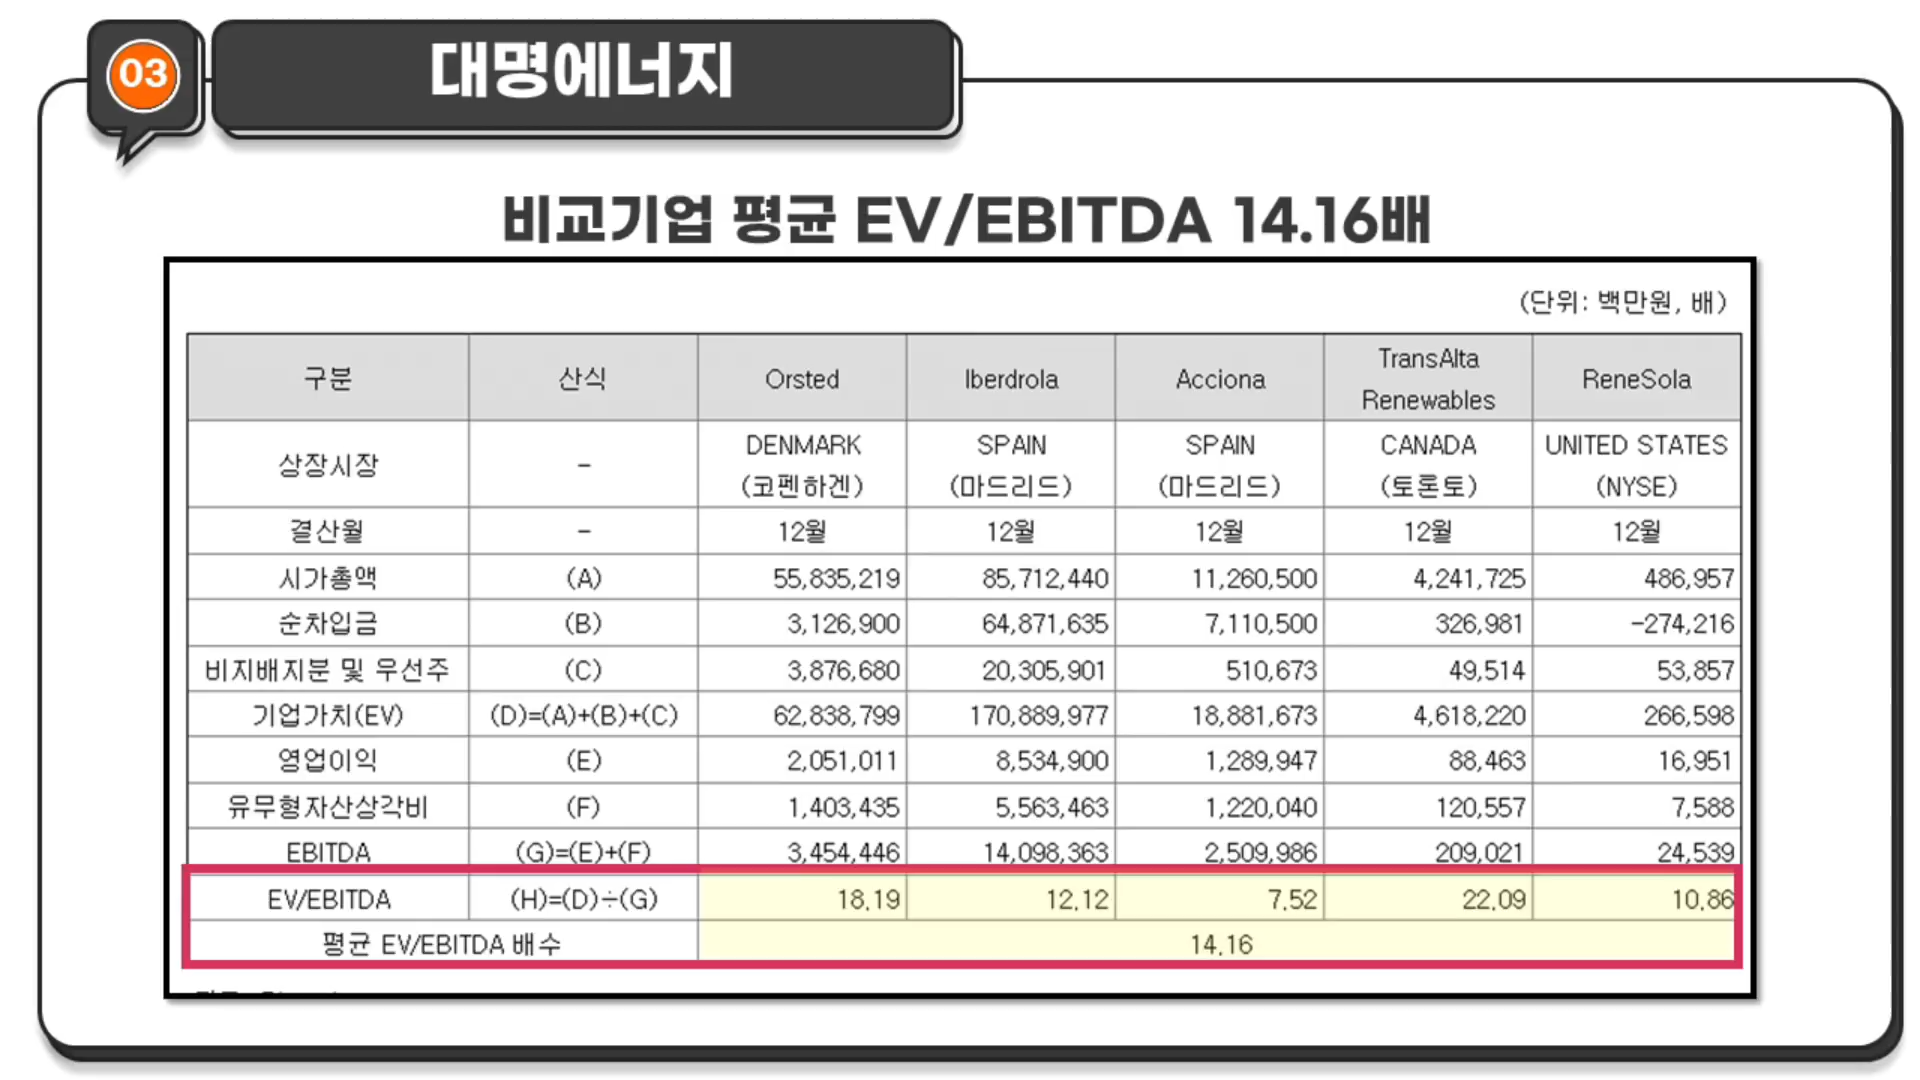 03
대명에너지
비교기업 평균 EV/EBITDA 14.16배
(단위: 백만원, 배)
구분 산식 Orsted Iberdrola Acciona TransAlta Renewables ReneSola
상장시장 - DENMARK (코펜하겐) SPAIN (마드리드) SPAIN (마드리드) CANADA (토론토) UNITED STATES (NYSE)
결산월 - 12월 12월 12월 12월 12월
시가총액 (A) 55,835,219 85,712,440 11,260,500 4,241,725 486,957
순차입금 (B) 3,126,900 64,871,635 7,110,500 326,981 -274,216
비지배지분 및 우선주 (C) 3,876,680 20,305,901 510,673 49,514 53,857
기업가치(EV) (D)=(A)+(B)+(C) 62,838,799 170,889,977 18,881,673 4,618,220 266,598
영업이익 (E) 2,051,011 8,534,900 1,289,947 88,463 16,951
유무형자산상각비 (F) 1,403,435 5,563,463 1,220,040 120,557 7,588
EBITDA (G)=(E)+(F) 3,454,446 14,098,363 2,509,986 209,021 24,539
EV/EBITDA (H)=(D)÷(G) 18.19 12.12 7.52 22.09 10.86
평균 EV/EBITDA 배수 14.16